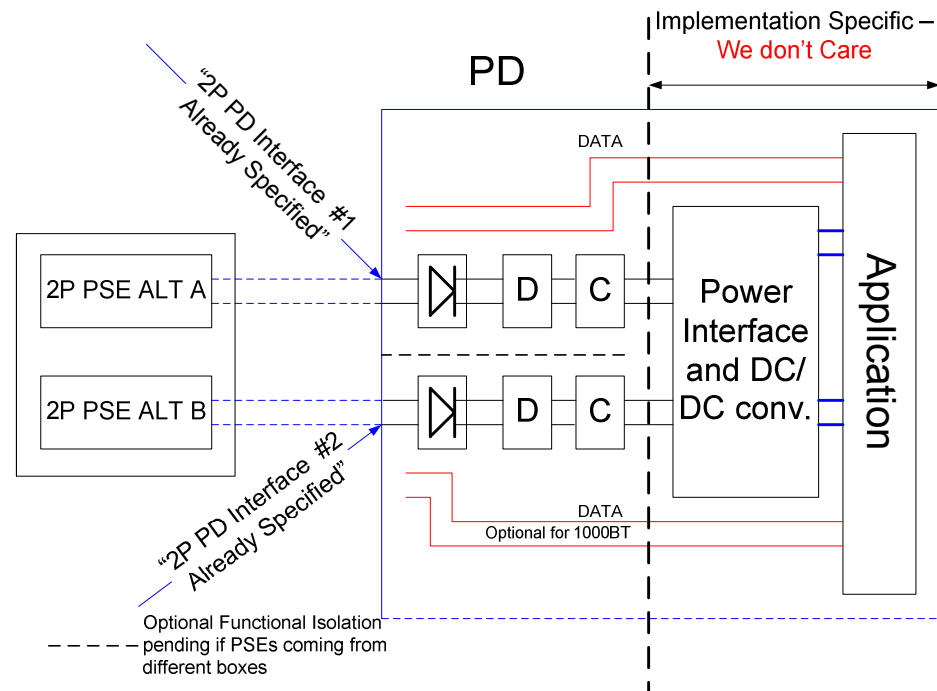 Implementation Specific –
We don't Care
PD
"2P PD Interface #1
Already Specified"
DATA
2P PSE ALT A
D
C
Power
Interface
and DC/
DC conv.
Application
2P PSE ALT B
D
C
"2P PD Interface #2
Already Specified"
DATA
Optional for 1000BT
Optional Functional Isolation
pending if PSEs coming from
different boxes